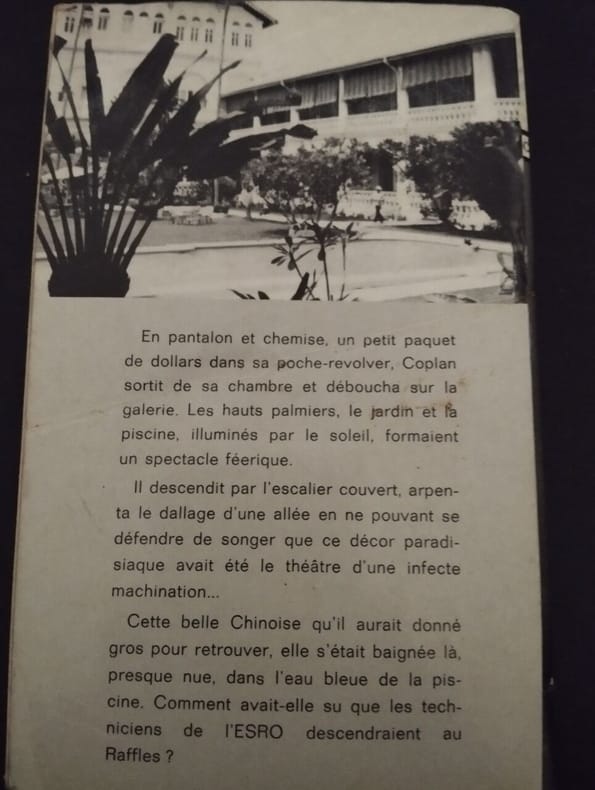 En pantalon et chemise, un petit paquet
de dollars dans sa poche-revolver, Coplan
sortit de sa chambre et déboucha sur la
galerie. Les hauts palmiers, le jardin et la
piscine, illuminés par le soleil, formaient
un spectacle féerique.
Il descendit par l'escalier couvert, arpen-
ta le dallage d'une allée en ne pouvant se
défendre de songer que ce décor paradi-
siaque avait été le théâtre d'une infecte
machination...
Cette belle Chinoise qu'il aurait donné
gros pour retrouver, elle s'était baignée là,
presque nue, dans l'eau bleue de la pis-
cine. Comment avait-elle su que les tech-
niciens de l'ESRO descendraient au
Raffles ?